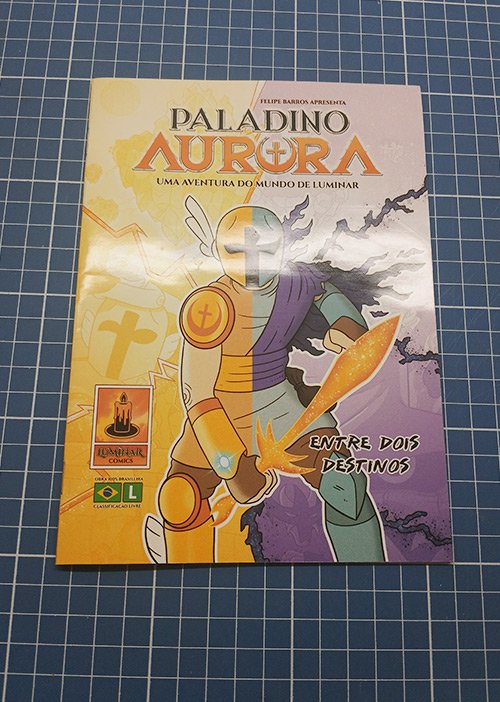 FELIPE BARROS APRESENTA
PALADINO
AURORA
UMA AVENTURA DO MUNDO DE LUMINAR
ENTRE DOIS
DESTINOS
LUMINAR
COMICS
OBRA 100% BRASILEIRA
L
CLASSIFICAÇÃO LIVRE